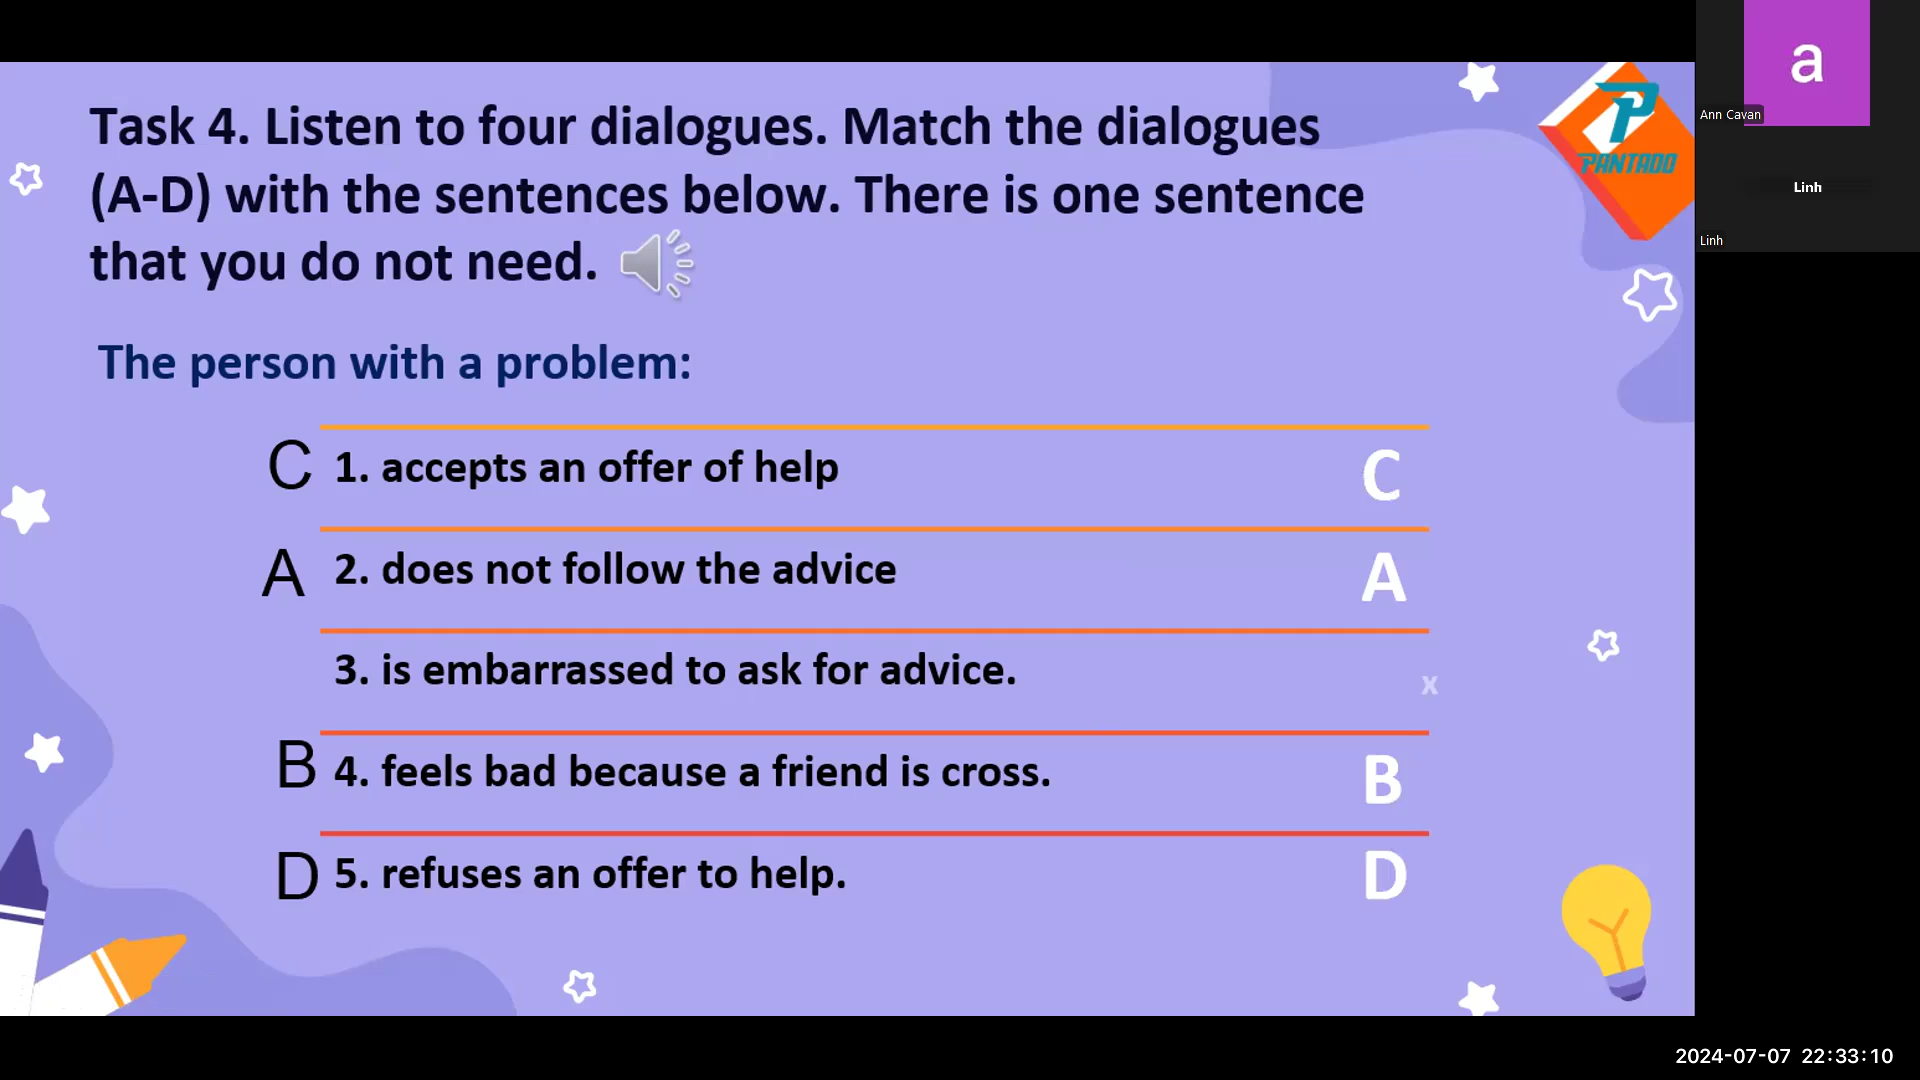 Task 4. Listen to four dialogues. Match the dialogues
(A-D) with the sentences below. There is one sentence
that you do not need.
The person with a problem:
C 1. accepts an offer of help C
A 2. does not follow the advice A
3. is embarrassed to ask for advice. x
B 4. feels bad because a friend is cross. B
D 5. refuses an offer to help. D
P
PANTADO
a
Ann Cavan
Linh
Linh
2024-07-07 22:33:10